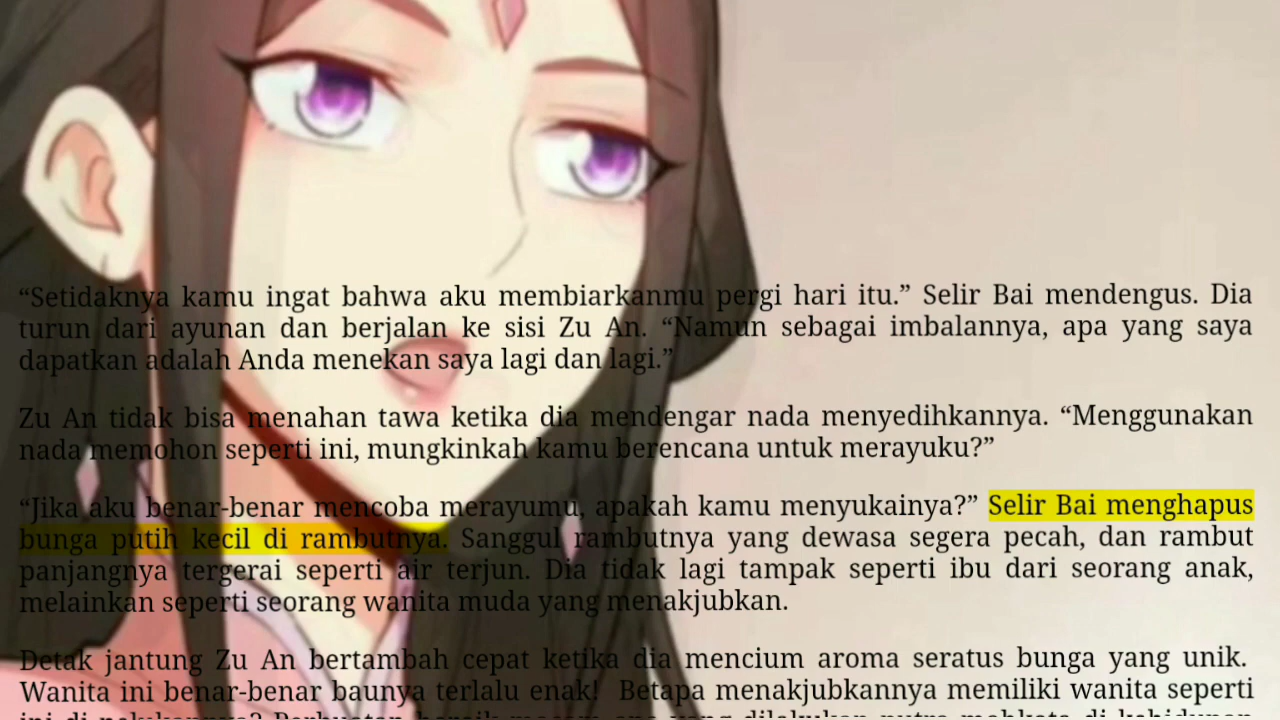 “Setidaknya kamu ingat bahwa aku membiarkanmu pergi hari itu.” Selir Bai mendengus. Dia
turun dari ayunan dan berjalan ke sisi Zu An. “Namun sebagai imbalannya, apa yang saya
dapatkan adalah Anda menekan saya lagi dan lagi.”
Zu An tidak bisa menahan tawa ketika dia mendengar nada menyedihkannya. “Menggunakan
nada memohon seperti ini, mungkinkah kamu berencana untuk merayuku?”
“Jika aku benar-benar mencoba merayumu, apakah kamu menyukainya?” Selir Bai menghapus
bunga putih kecil di rambutnya. Sanggul rambutnya yang dewasa segera pecah, dan rambut
panjangnya tergerai seperti air terjun. Dia tidak lagi tampak seperti ibu dari seorang anak,
melainkan seperti seorang wanita muda yang menakjubkan.
Detak jantung Zu An bertambah cepat ketika dia mencium aroma seratus bunga yang unik.
Wanita ini benar-benar baunya terlalu enak! Betapa menakjubkannya memiliki wanita seperti